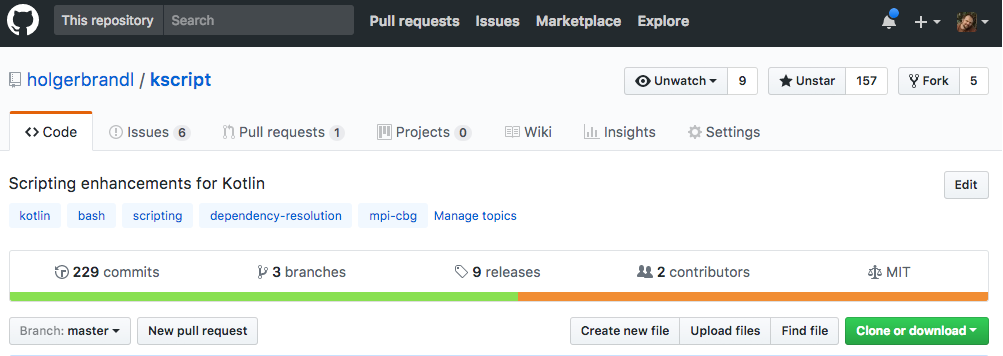 This repository Search Pull requests Issues Marketplace Explore
holgerbrandl / kscript Unwatch 9 Unstar 157 Fork 5
Code Issues 6 Pull requests 1 Projects 0 Wiki Insights Settings
Scripting enhancements for Kotlin Edit
kotlin bash scripting dependency-resolution mpi-cbg Manage topics
229 commits 3 branches 9 releases 2 contributors MIT
Branch: master New pull request Create new file Upload files Find file Clone or download